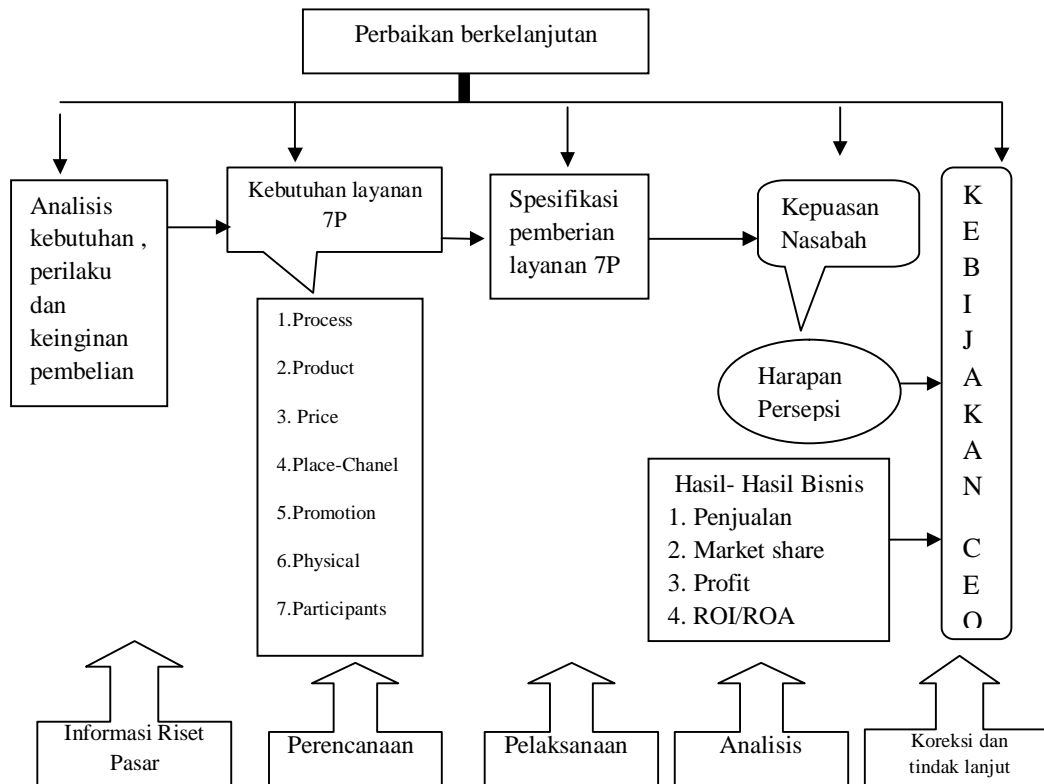 Perbaikan berkelanjutan
Analisis
kebutuhan ,
perilaku
dan
keinginan
pembelian
Kebutuhan layanan
7P
1.Process
2.Product
3. Price
4.Place-Chanel
5.Promotion
6.Physical
7.Participants
Spesifikasi
pemberian
layanan 7P
Kepuasan
Nasabah
Harapan
Persepsi
Hasil- Hasil Bisnis
1. Penjualan
2. Market share
3. Profit
4. ROI/ROA
K
E
B
I
J
A
K
A
N
C
E
O
Informasi Riset
Pasar
Perencanaan
Pelaksanaan
Analisis
Koreksi dan
tindak lanjut